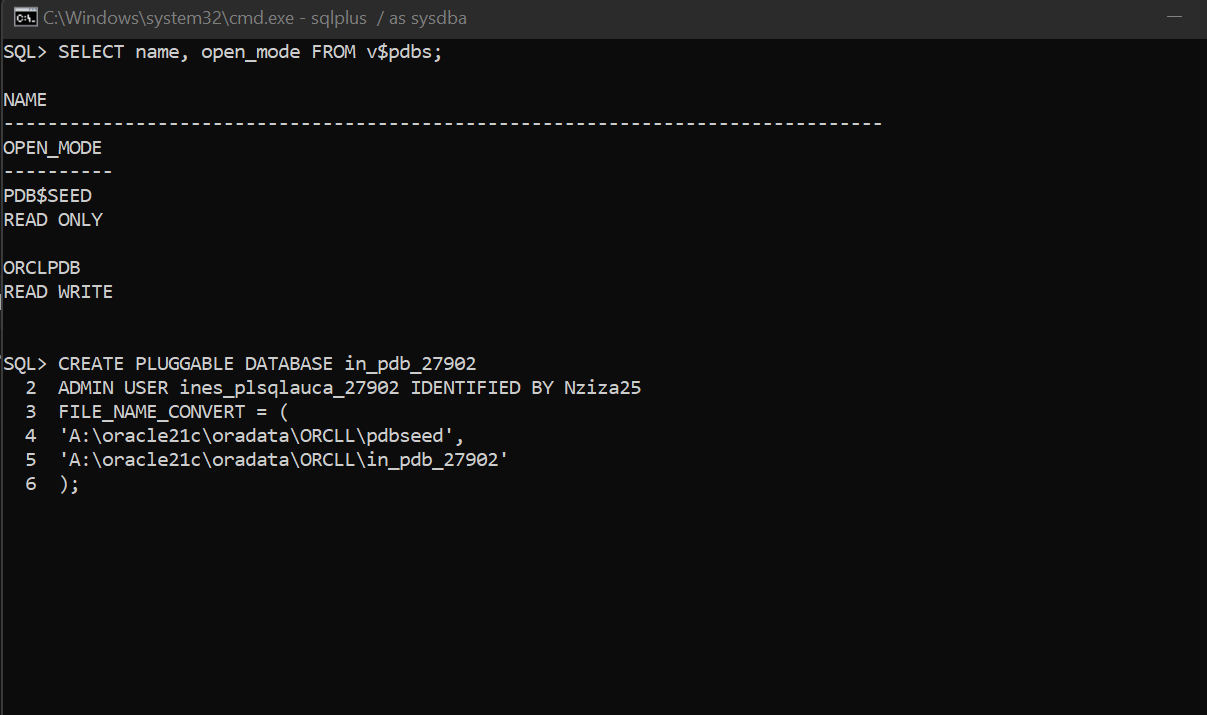 C:\Windows\system32\cmd.exe - sqlplus  / as sysdba
SQL> SELECT name, open_mode FROM v$pdbs;
NAME
--------------------------------------------------------------------------------
OPEN_MODE
----------
PDB$SEED
READ ONLY
ORCLPDB
READ WRITE
SQL> CREATE PLUGGABLE DATABASE in_pdb_27902
  2  ADMIN USER ines_plsqlauca_27902 IDENTIFIED BY Nziza25
  3  FILE_NAME_CONVERT = (
  4  'A:\oracle21c\oradata\ORCLL\pdbseed',
  5  'A:\oracle21c\oradata\ORCLL\in_pdb_27902'
  6  );